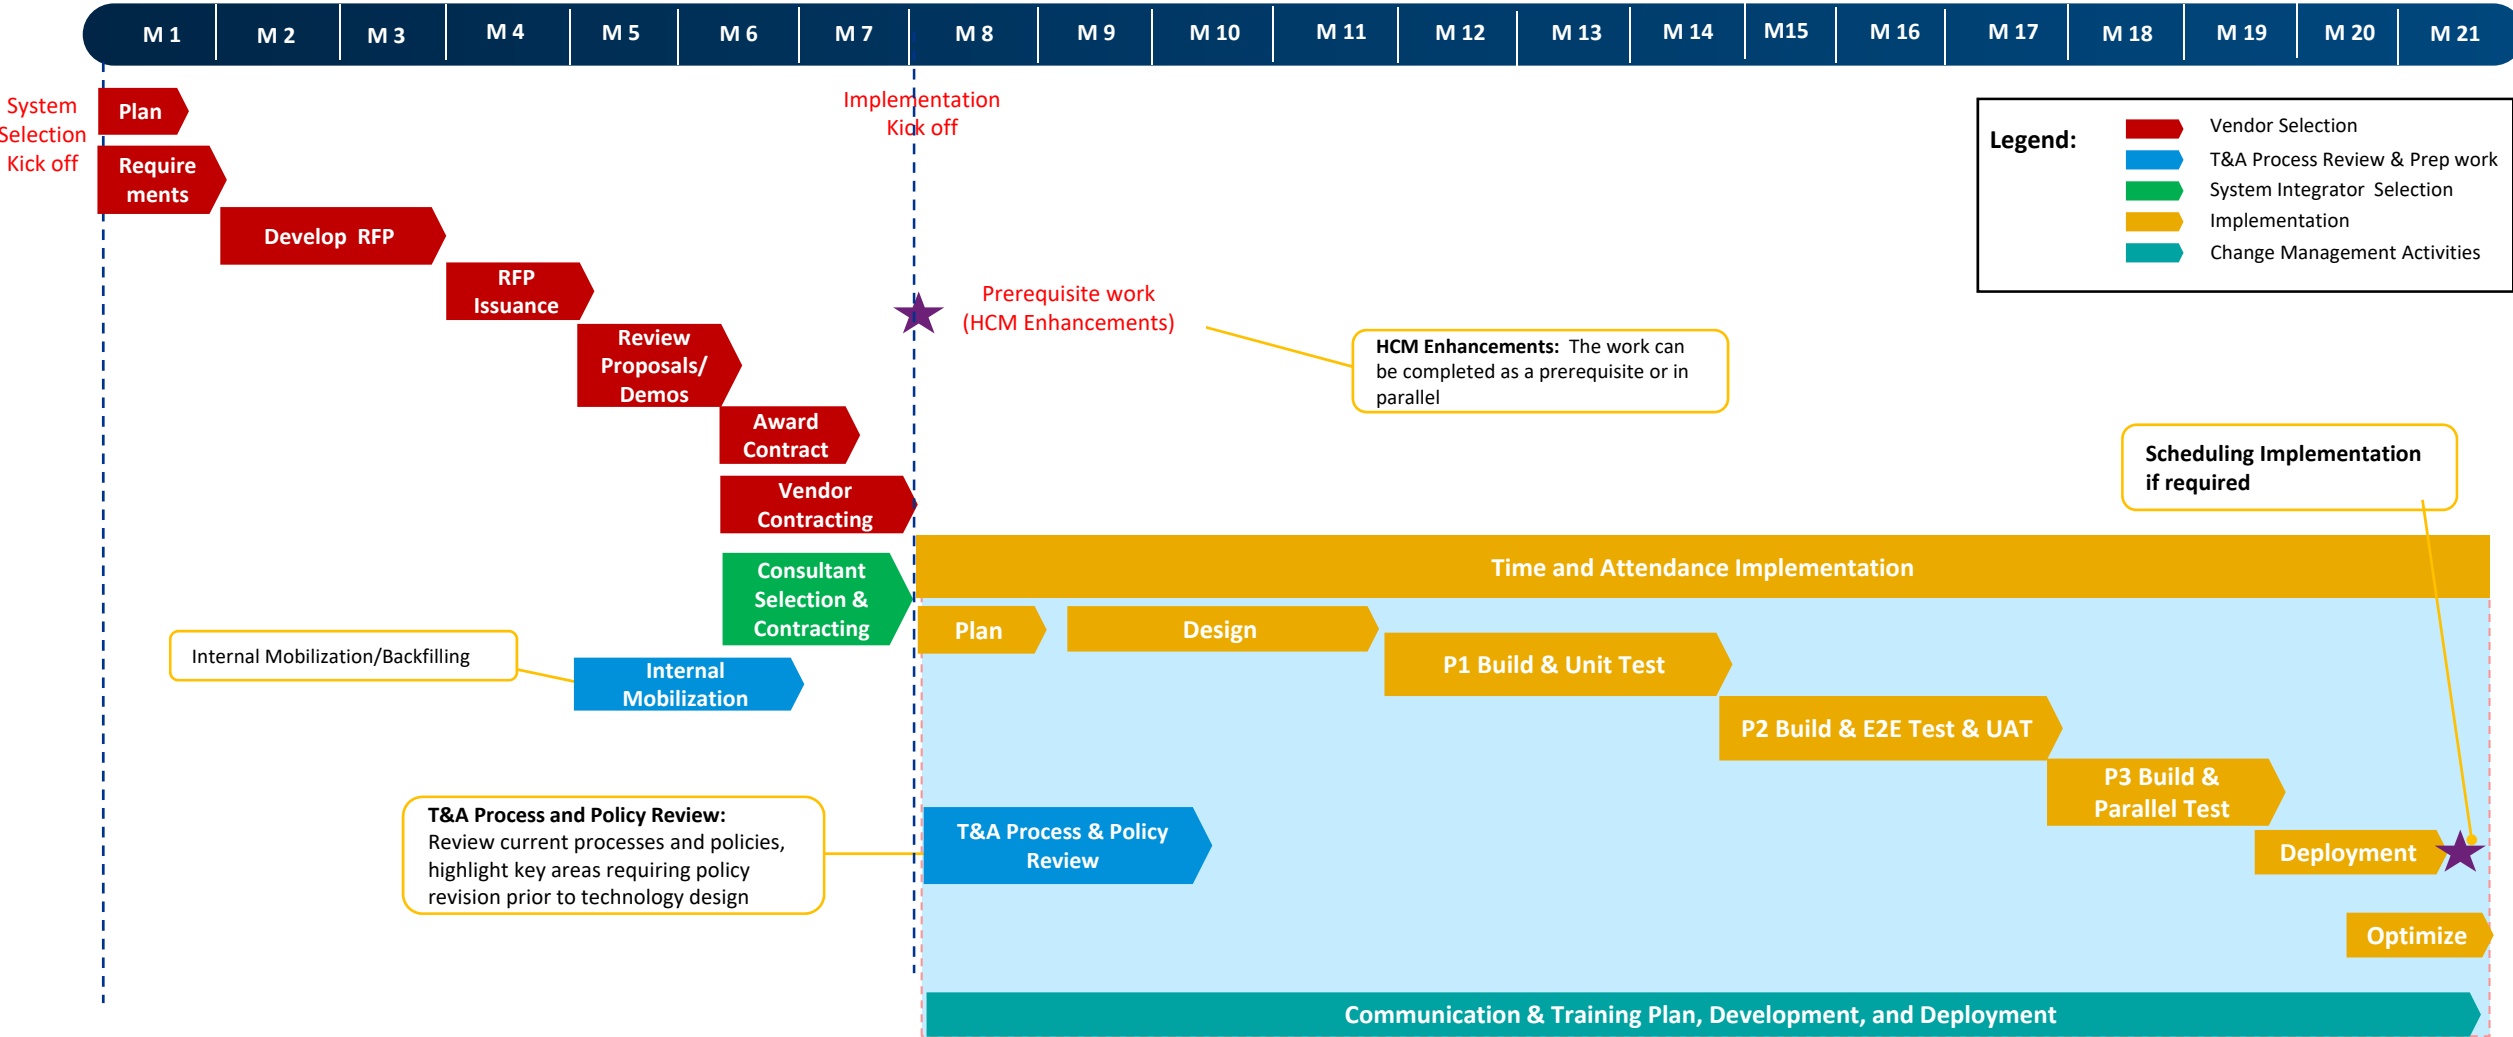 M 1
M 2
M 3
M 4
M 5
M 6
M 7
M 8
M 9
M 10
M 11
M 12
M 13
M 14
M15
M 16
M 17
M 18
M 19
M 20
M 21
System
Selection
Kick off
Implementation
Kick off
Plan
Require
ments
Develop RFP
RFP
Issuance
Review
Proposals/
Demos
Award
Contract
Vendor
Contracting
Consultant
Selection &
Contracting
Internal Mobilization/Backfilling
Internal
Mobilization
Legend:
Vendor Selection
T&A Process Review & Prep work
System Integrator Selection
Implementation
Change Management Activities
Prerequisite work
(HCM Enhancements)
HCM Enhancements: The work can
be completed as a prerequisite or in
parallel
Scheduling Implementation
if required
Time and Attendance Implementation
Plan
Design
P1 Build & Unit Test
P2 Build & E2E Test & UAT
P3 Build &
Parallel Test
T&A Process and Policy Review:
Review current processes and policies,
highlight key areas requiring policy
revision prior to technology design
T&A Process & Policy
Review
Deployment
Optimize
Communication & Training Plan, Development, and Deployment